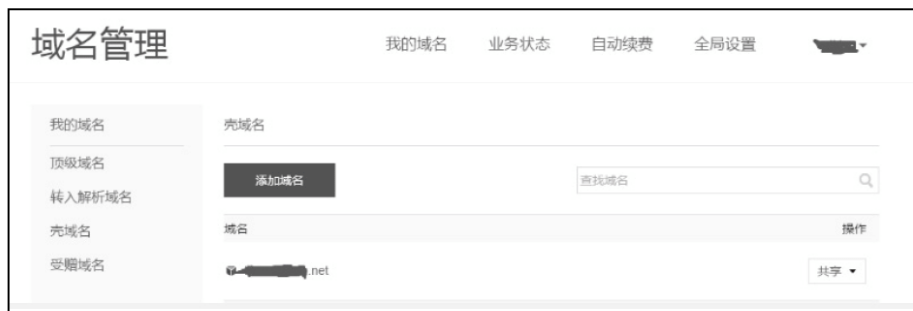 域名管理 我的域名 业务状态 自动续费 全局设置
我的域名
顶级域名
转入解析域名
壳域名
受赠域名
壳域名
添加域名 查找域名
域名 操作
.net 共享